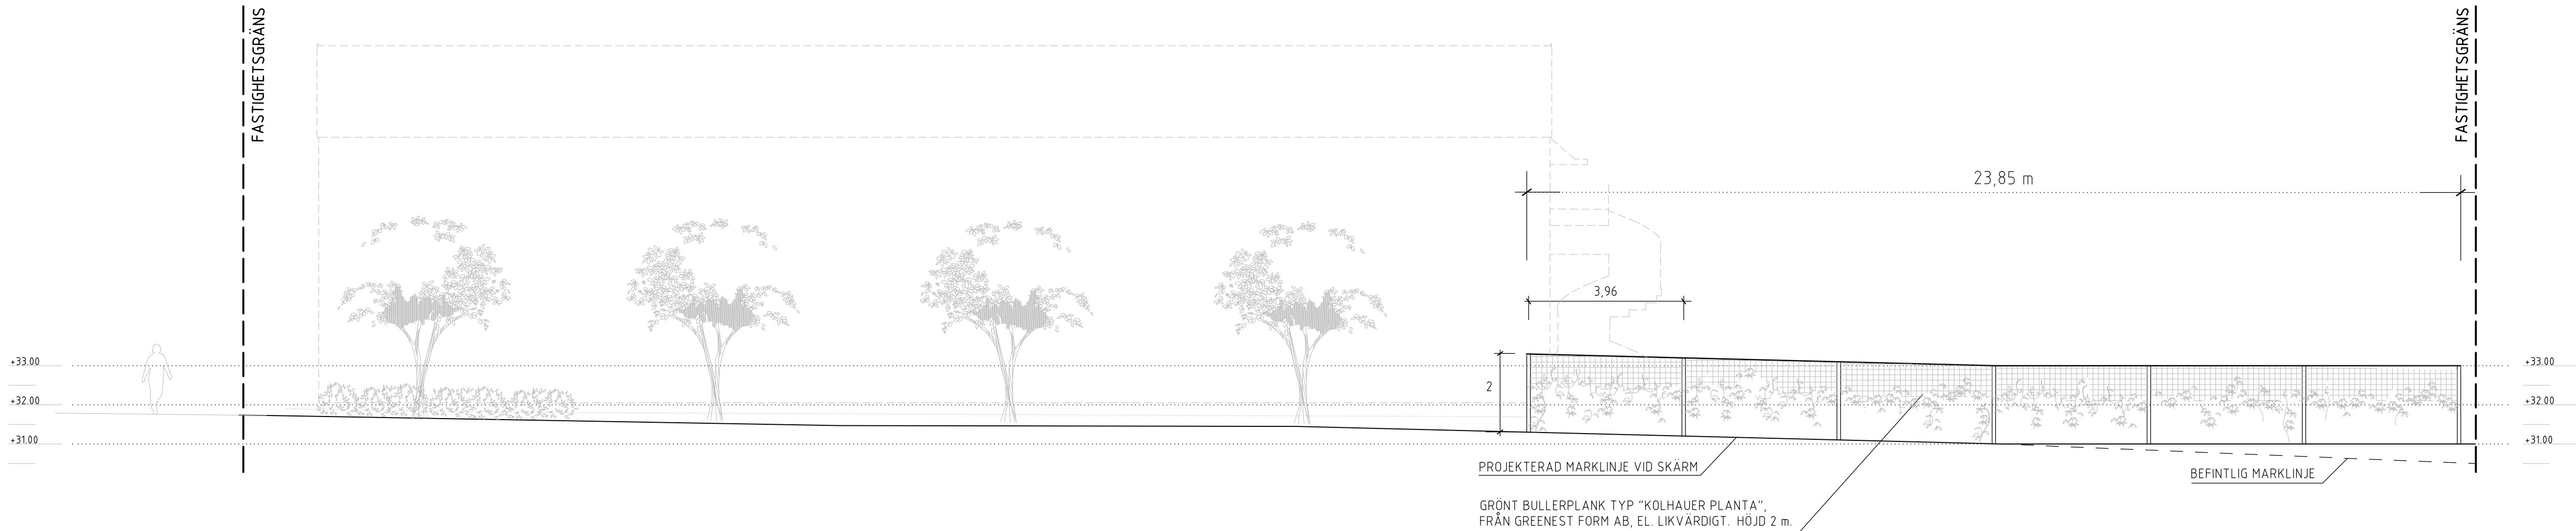 FASTIGHETSGRÄNS
FASTIGHETSGRÄNS
23,85 m
3,96
+33.00
+33.00
2
+32.00
+32.00
+31.00
+31.00
PROJEKTERAD MARKLINJE VID SKÄRM
BEFINTLIG MARKLINJE
GRÖNT BULLERPLANK TYP "KOLHAUER PLANTA",
FRÅN GREENEST FORM AB, EL. LIKVÄRDIGT. HÖJD 2 m.